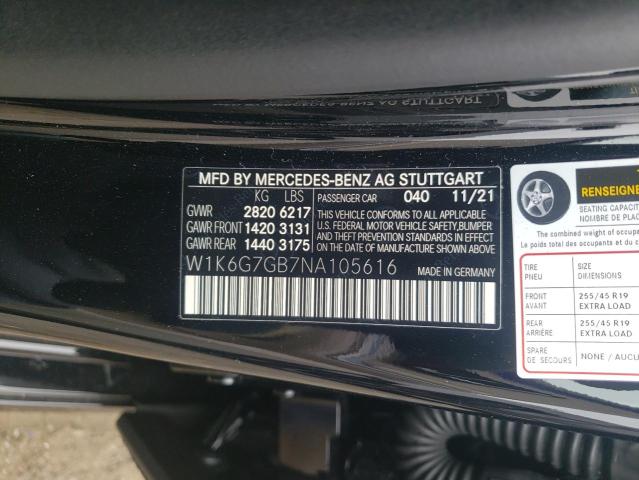 MFD BY MERCEDES-BENZ AG STUTTGART
KG LBS PASSENGER CAR 040 11/21
GVWR 2820 6217
GAWR FRONT 1420 3131
GAWR REAR 1440 3175
THIS VEHICLE CONFORMS TO ALL APPLICABLE
U.S. FEDERAL MOTOR VEHICLE SAFETY,BUMPER
AND THEFT PREVENTION STANDARDS IN EFFECT
ON THE DATE OF MANUFACTURE SHOWN ABOVE
W1K6G7GB7NA105616 MADE IN GERMANY
RENSEIGNE
SEATING CAPACITY
NOMBRE DE PLACES
The combined weight of occupants
Le poids total des occupants et du
TIRE SIZE
PNEU DIMENSIONS
FRONT 255/45 R19
AVANT EXTRA LOAD
REAR 255/45 R19
ARRIÈRE EXTRA LOAD
SPARE
DE SECOURS NONE /